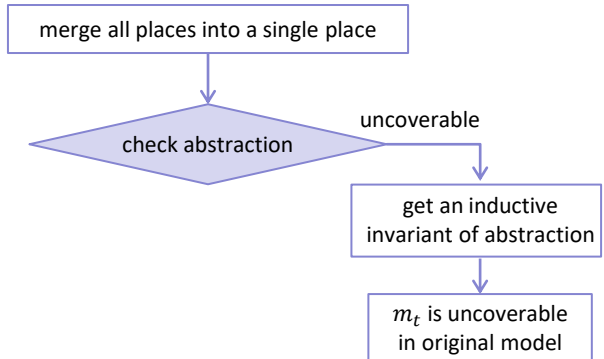 merge all places into a single place
uncoverable
check abstraction
get an inductive
invariant of abstraction
m_t is uncoverable
in original model